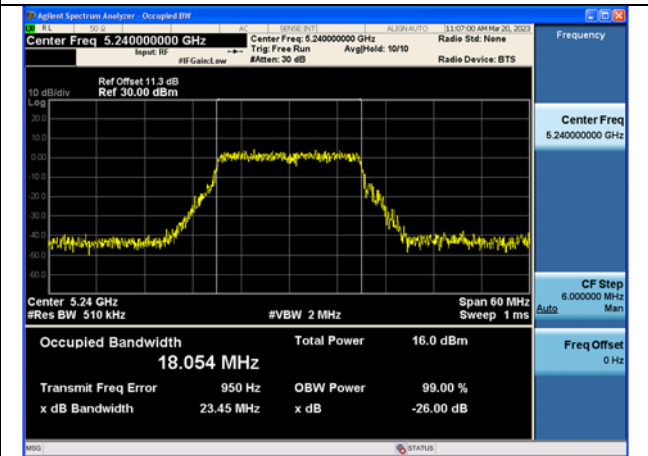 Agilent Spectrum Analyzer - Occupied BW
RL 50 Ω AC SENSE:INT ALIGNAUTO 11:07:00 AM Mar 20, 2023
Center Freq 5.240000000 GHz
Center Freq: 5.240000000 GHz
Radio Std: None
Input: RF
Trig: Free Run Avg|Hold: 10/10
#IFGain:Low
#Atten: 30 dB
Radio Device: BTS
Frequency
Ref Offset 11.3 dB
10 dB/div Ref 30.00 dBm
Log
20.0
10.0
0.00
-10.0
-20.0
-30.0
-40.0
-50.0
-60.0
Center Freq
5.240000000 GHz
Center 5.24 GHz Span 60 MHz
#Res BW 510 kHz #VBW 2 MHz Sweep 1 ms
CF Step
6.000000 MHz
Auto Man
Occupied Bandwidth Total Power 16.0 dBm
18.054 MHz
Transmit Freq Error 950 Hz OBW Power 99.00 %
x dB Bandwidth 23.45 MHz x dB -26.00 dB
Freq Offset
0 Hz
MSG STATUS